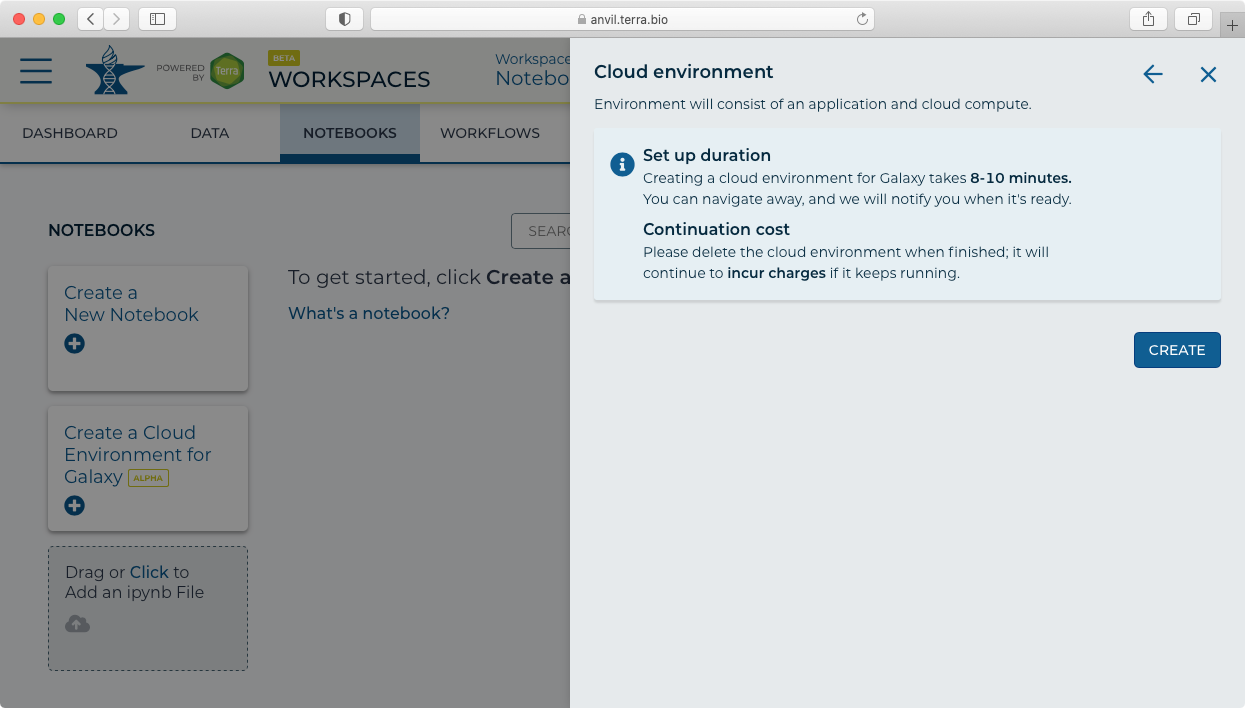 anvil.terra.bio
POWERED BY
Terra
BETA
WORKSPACES
Workspace
Notebo
DASHBOARD
DATA
NOTEBOOKS
WORKFLOWS
NOTEBOOKS
SEARC
Create a
New Notebook
To get started, click Create a
What's a notebook?
Create a Cloud
Environment for
Galaxy ALPHA
Drag or Click to
Add an ipynb File
Cloud environment
Environment will consist of an application and cloud compute.
Set up duration
Creating a cloud environment for Galaxy takes 8-10 minutes.
You can navigate away, and we will notify you when it's ready.
Continuation cost
Please delete the cloud environment when finished; it will
continue to incur charges if it keeps running.
CREATE